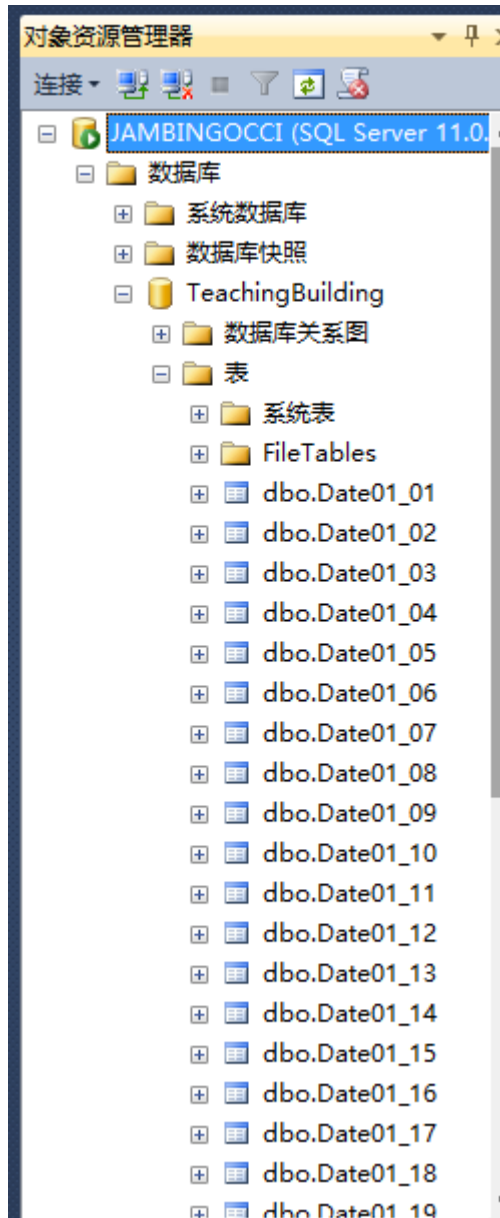 对象资源管理器
连接
JAMBINGOCCI (SQL Server 11.0.
数据库
系统数据库
数据库快照
TeachingBuilding
数据库关系图
表
系统表
FileTables
dbo.Date01_01
dbo.Date01_02
dbo.Date01_03
dbo.Date01_04
dbo.Date01_05
dbo.Date01_06
dbo.Date01_07
dbo.Date01_08
dbo.Date01_09
dbo.Date01_10
dbo.Date01_11
dbo.Date01_12
dbo.Date01_13
dbo.Date01_14
dbo.Date01_15
dbo.Date01_16
dbo.Date01_17
dbo.Date01_18
dbo.Date01_19